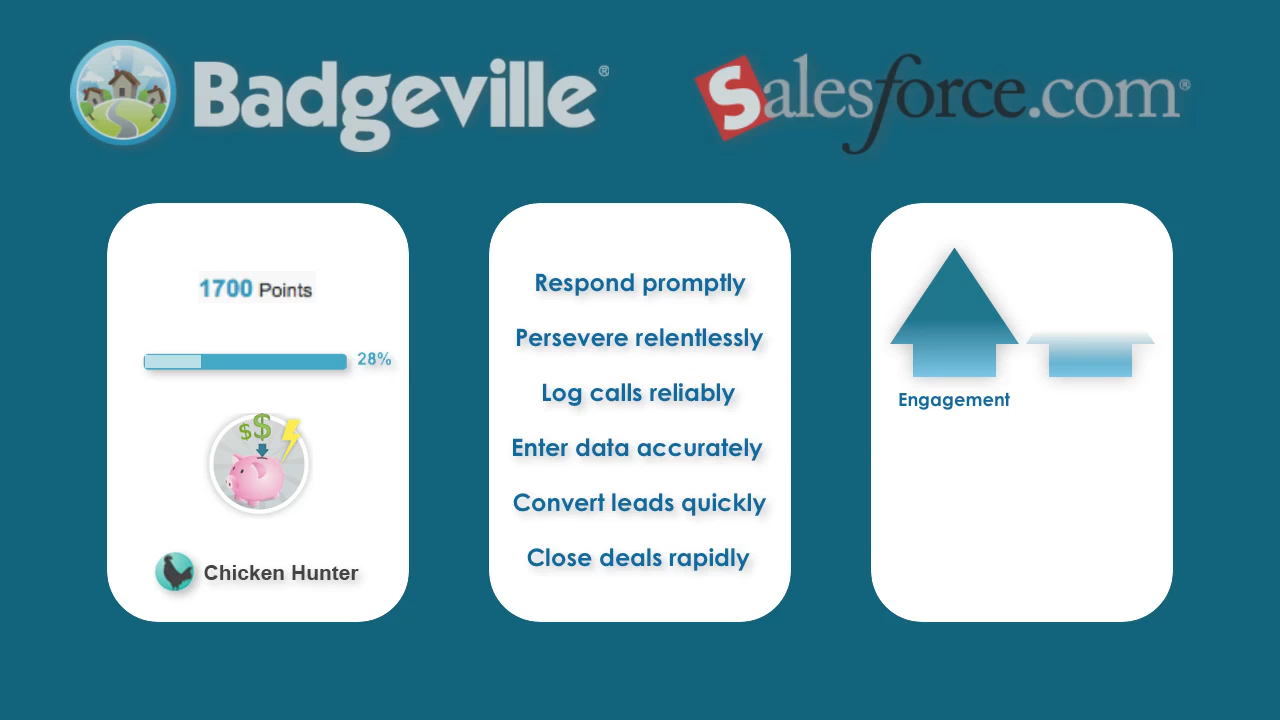 Badgeville®
Salesforce.com®
1700 Points
28%
$$
Chicken Hunter
Respond promptly
Persevere relentlessly
Log calls reliably
Enter data accurately
Convert leads quickly
Close deals rapidly
Engagement